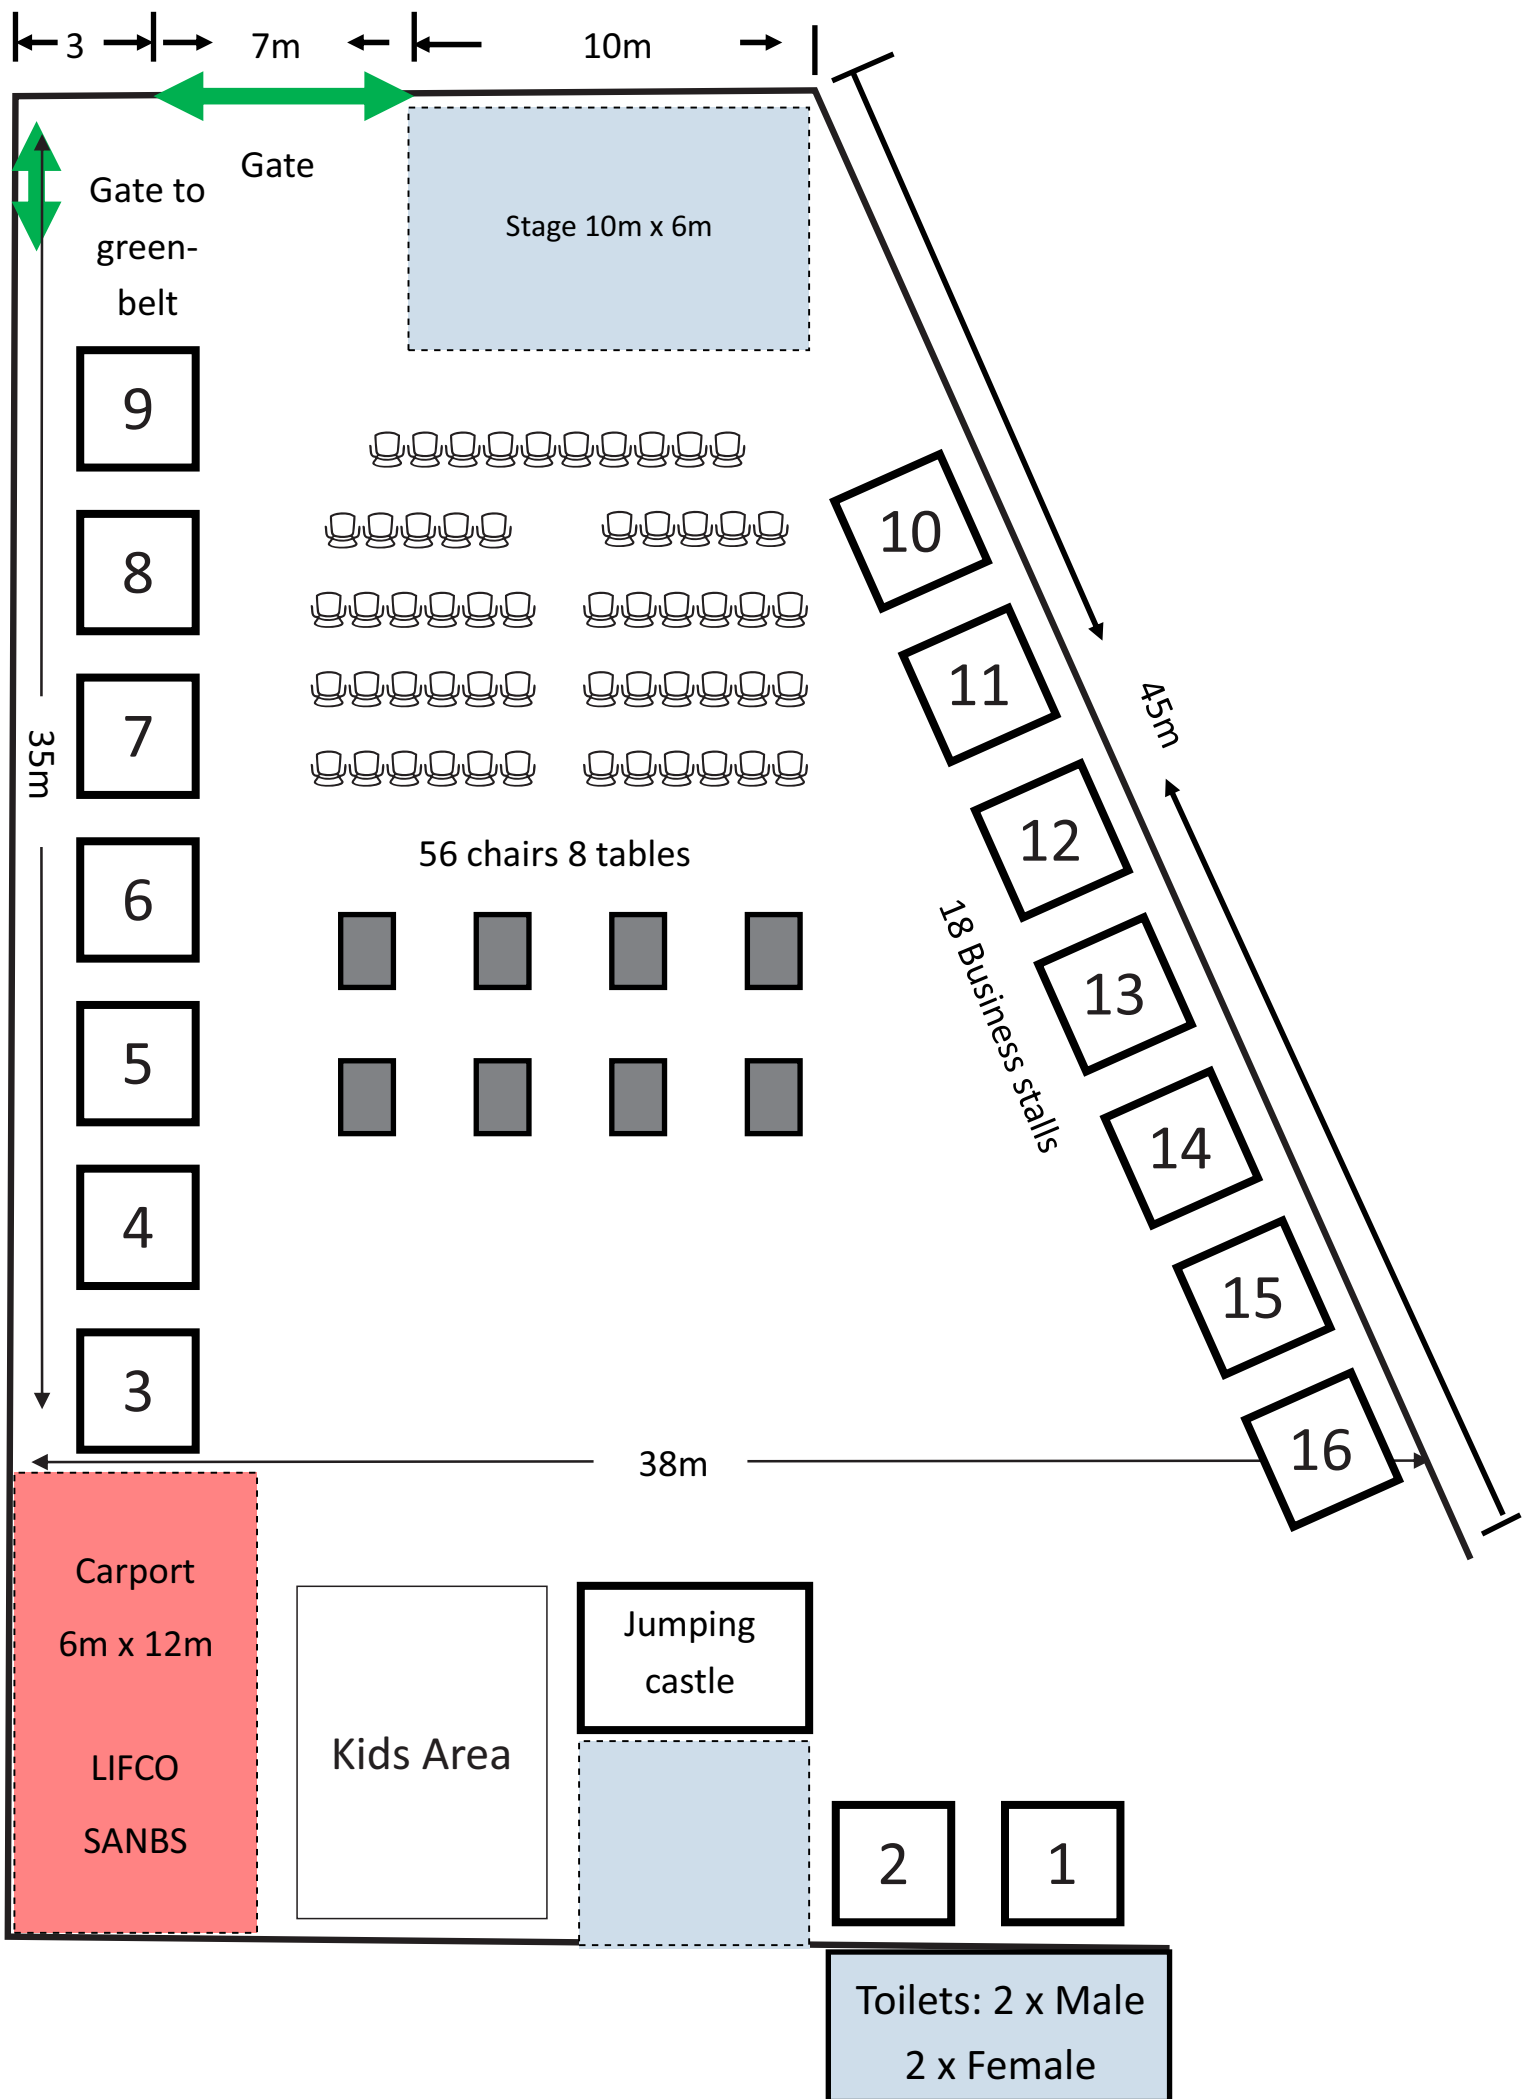 3
7m
10m
Gate
Gate to
green-
belt
Stage 10m x 6m
9
8
7
6
5
4
3
35m
10
11
12
13
14
15
16
45m
56 chairs 8 tables
18 Business stalls
38m
Carport
6m x 12m
LIFCO
SANBS
Kids Area
Jumping
castle
2
1
Toilets: 2 x Male
2 x Female